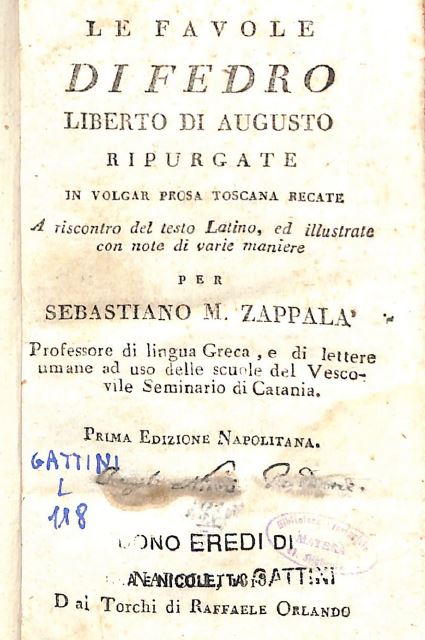 LE FAVOLE
DI FEDRO
LIBERTO DI AUGUSTO
RIPURGATE
IN VOLGAR PROSA TOSCANA RECATE
A riscontro del testo Latino, ed illustrate
con note di varie maniere
PER
SEBASTIANO M. ZAPPALA'
Professore di lingua Greca, e di lettere
umane ad uso delle scuole del Vesco-
vile Seminario di Catania.
PRIMA EDIZIONE NAPOLITANA.
GATTINI
L
118
DONO EREDI DI
E NICOLETTA GATTINI
MATERA
Dai Torchi di RAFFAELE ORLANDO